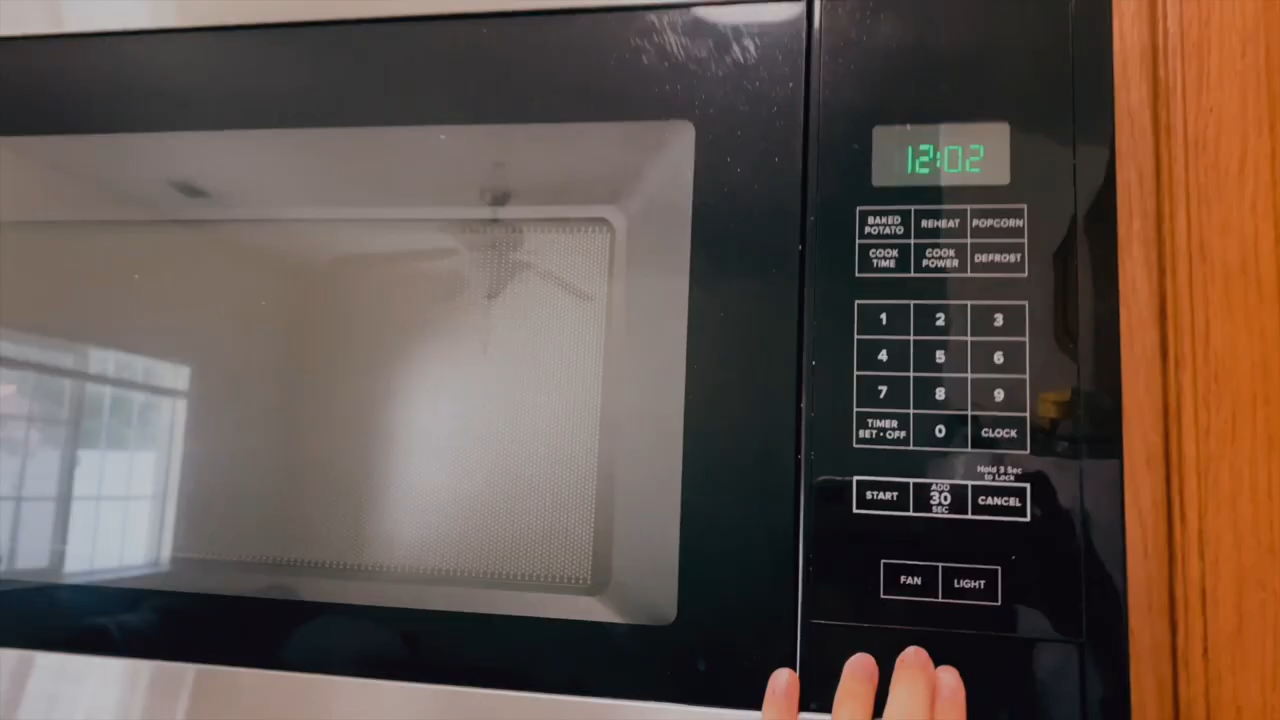 12:02
BAKED POTATO REHEAT POPCORN
COOK TIME COOK POWER DEFROST
1 2 3
4 5 6
7 8 9
TIMER SET • OFF 0 CLOCK
Hold 3 Sec
to Lock
START ADD 30 SEC CANCEL
FAN LIGHT